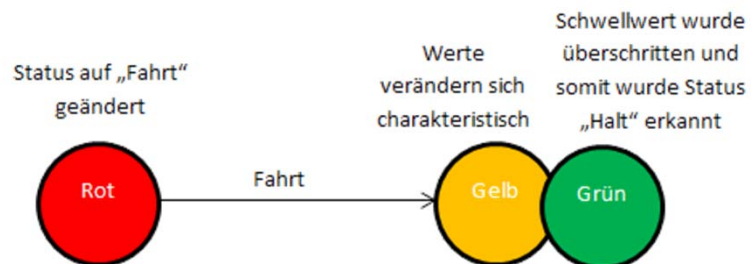 Status auf „Fahrt“
geändert
Werte
verändern sich
charakteristisch
Schwellwert wurde
überschritten und
somit wurde Status
„Halt“ erkannt
Rot
Fahrt
Gelb
Grün